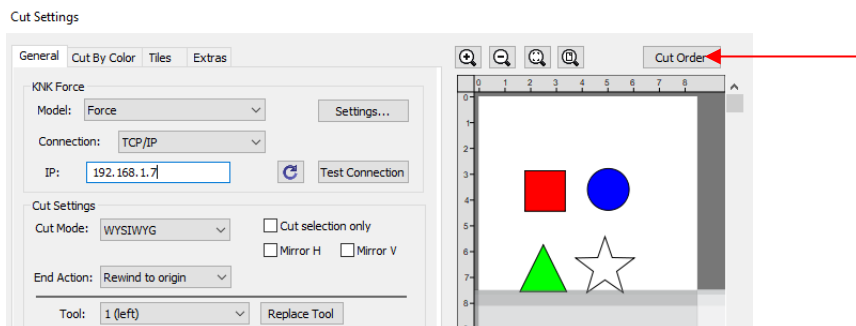 Cut Settings
General Cut By Color Tiles Extras
Cut Order
KNK Force
Model: Force Settings...
Connection: TCP/IP
IP: 192.168.1.7 Test Connection
Cut Settings
Cut Mode: WYSIWYG Cut selection only
Mirror H Mirror V
End Action: Rewind to origin
Tool: 1 (left) Replace Tool
0 1 2 3 4 5 6 7 8
0
1
2
3
4
5
6
7
8